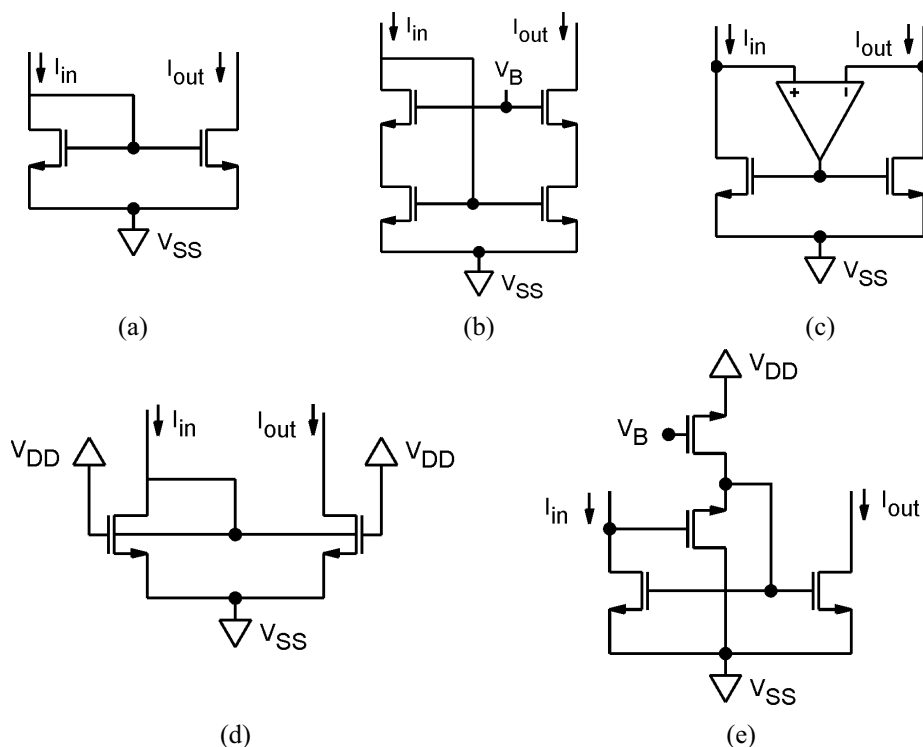 I_in
I_out
V_SS
(a)
I_in
I_out
V_B
V_SS
(b)
I_in
I_out
+ -
V_SS
(c)
V_DD
I_in
I_out
V_DD
V_SS
(d)
V_DD
V_B
I_in
I_out
V_SS
(e)